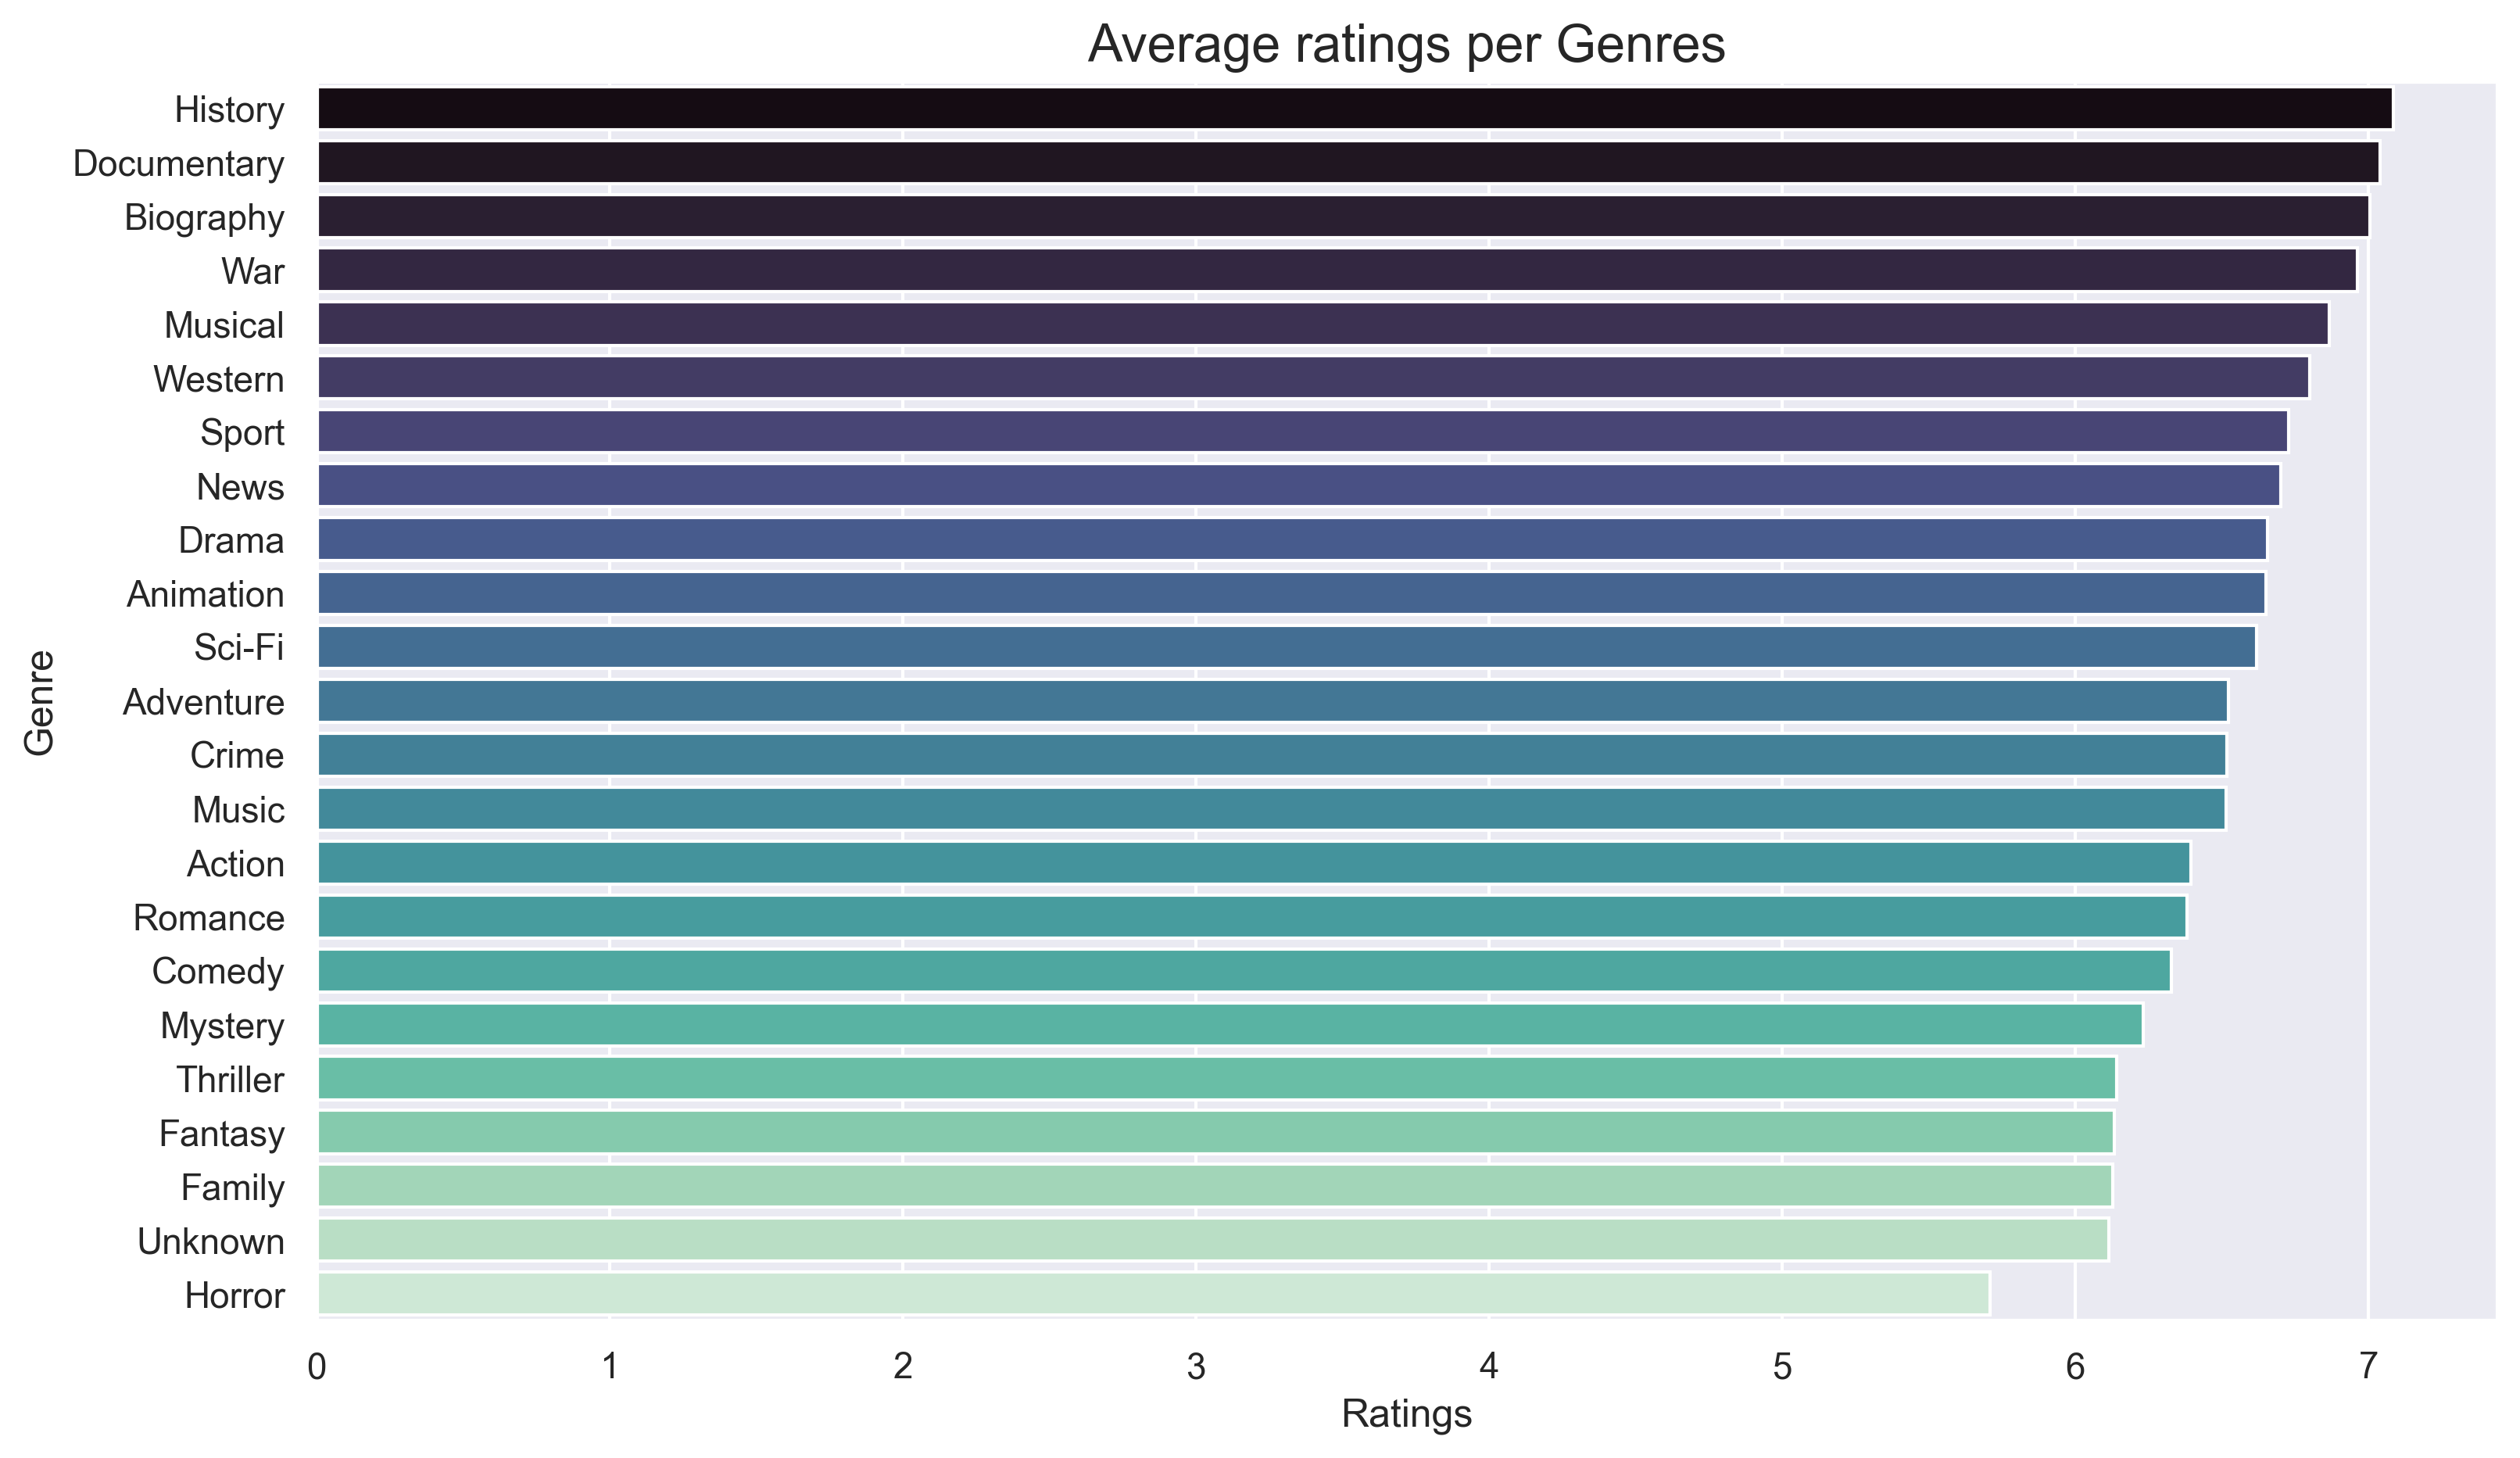 Average ratings per Genres
Genre
History
Documentary
Biography
War
Musical
Western
Sport
News
Drama
Animation
Sci-Fi
Adventure
Crime
Music
Action
Romance
Comedy
Mystery
Thriller
Fantasy
Family
Unknown
Horror
0 1 2 3 4 5 6 7
Ratings